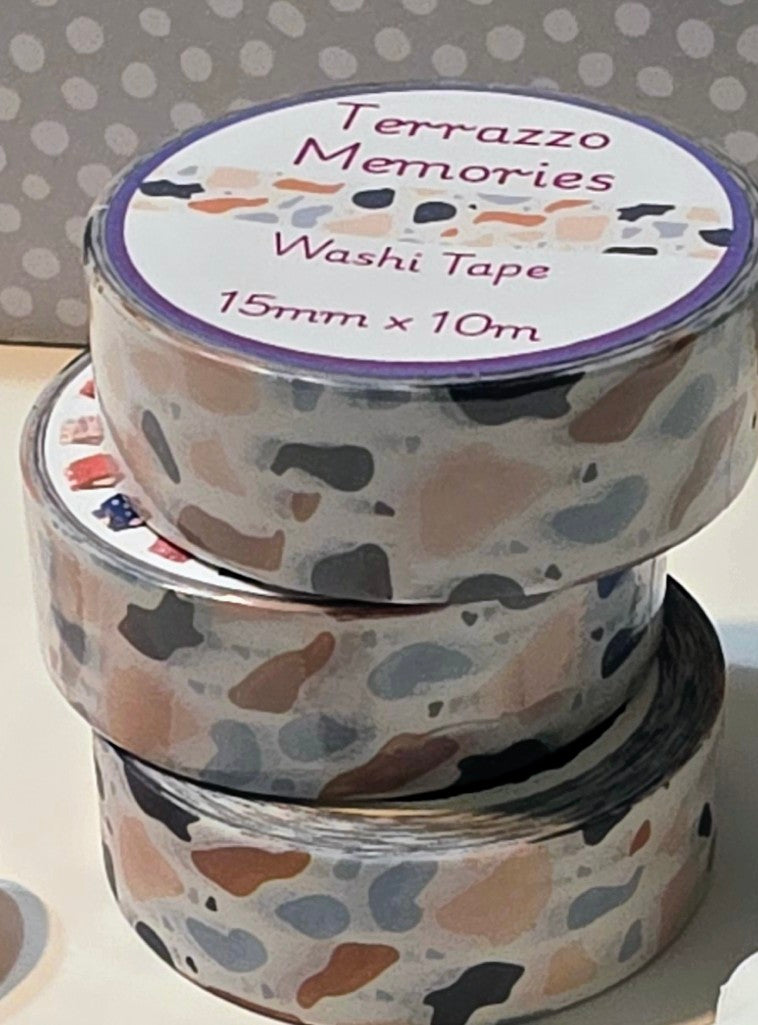 Terrazzo
Memories
Washi Tape
15mm x 10m